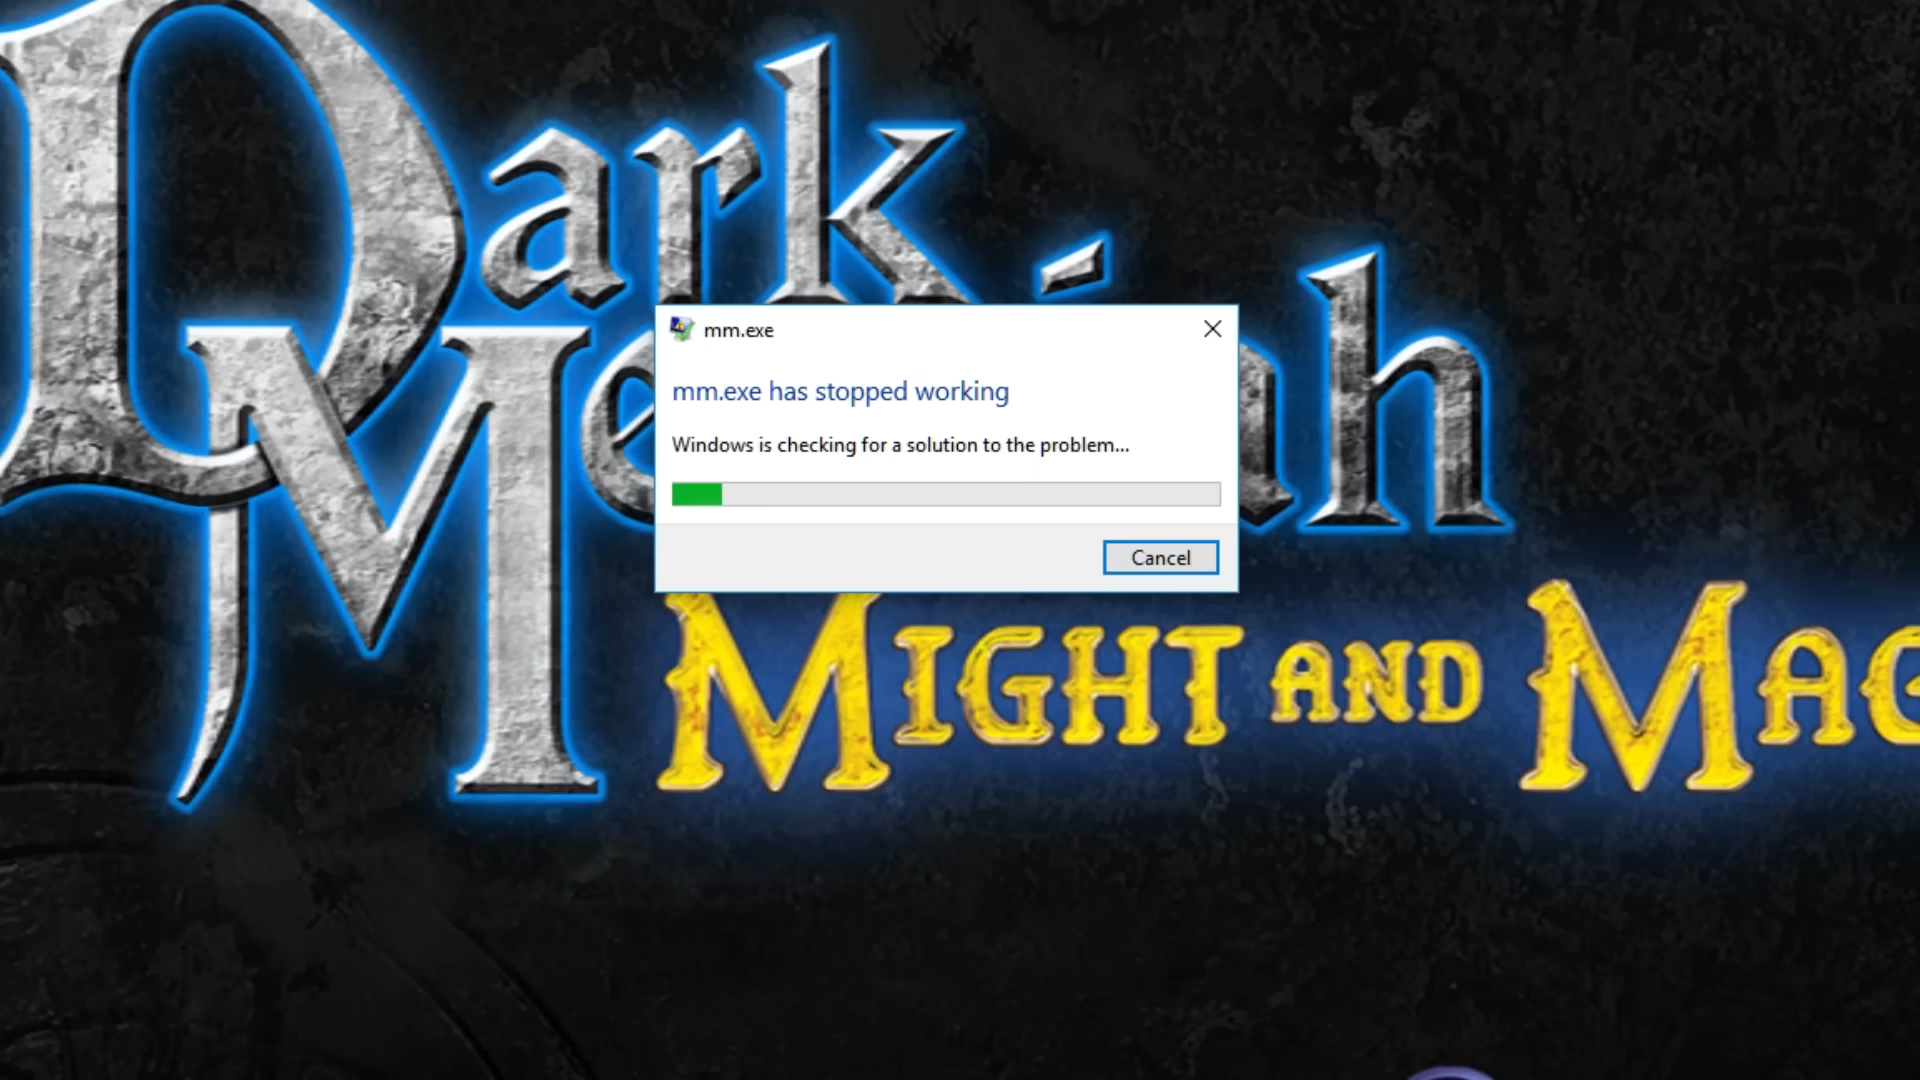 Dark
mm.exe
mm.exe has stopped working
Windows is checking for a solution to the problem...
Cancel
Might and Mag